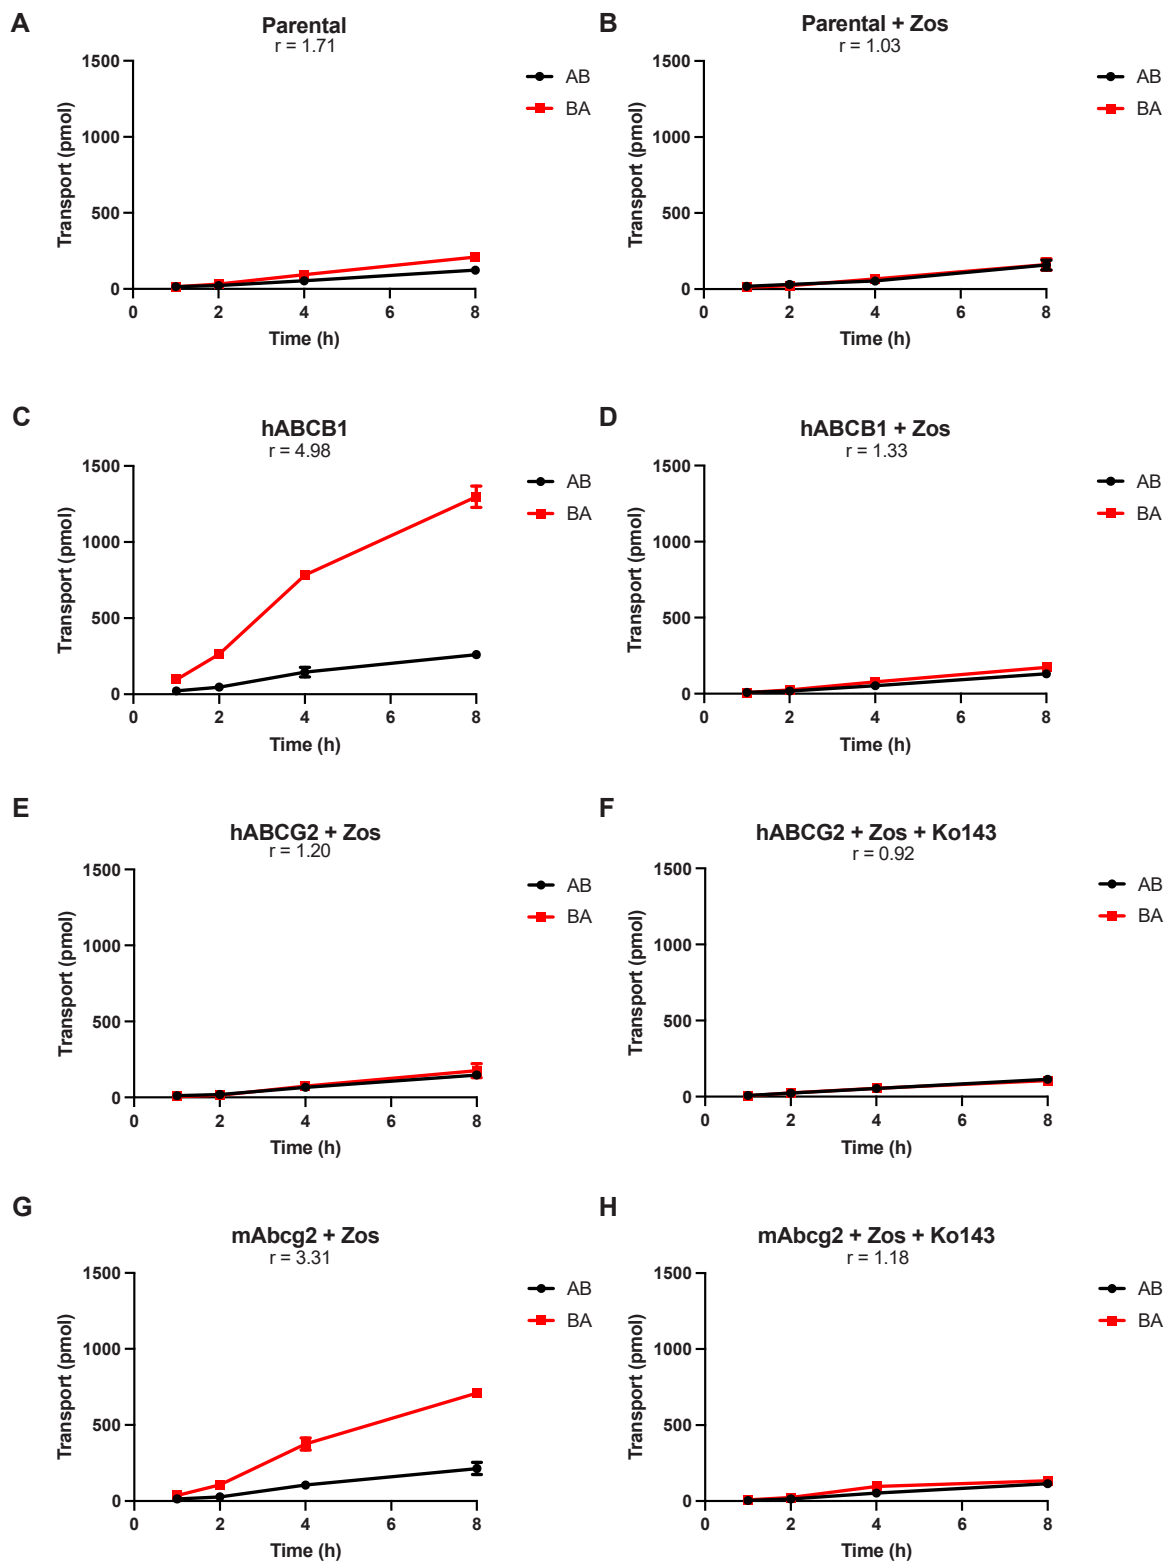 A
Parental
r = 1.71
1500
1000
500
0
Transport (pmol)
0 2 4 6 8
Time (h)
AB
BA
B
Parental + Zos
r = 1.03
1500
1000
500
0
Transport (pmol)
0 2 4 6 8
Time (h)
AB
BA
C
hABCB1
r = 4.98
1500
1000
500
0
Transport (pmol)
0 2 4 6 8
Time (h)
AB
BA
D
hABCB1 + Zos
r = 1.33
1500
1000
500
0
Transport (pmol)
0 2 4 6 8
Time (h)
AB
BA
E
hABCG2 + Zos
r = 1.20
1500
1000
500
0
Transport (pmol)
0 2 4 6 8
Time (h)
AB
BA
F
hABCG2 + Zos + Ko143
r = 0.92
1500
1000
500
0
Transport (pmol)
0 2 4 6 8
Time (h)
AB
BA
G
mAbcg2 + Zos
r = 3.31
1500
1000
500
0
Transport (pmol)
0 2 4 6 8
Time (h)
AB
BA
H
mAbcg2 + Zos + Ko143
r = 1.18
1500
1000
500
0
Transport (pmol)
0 2 4 6 8
Time (h)
AB
BA